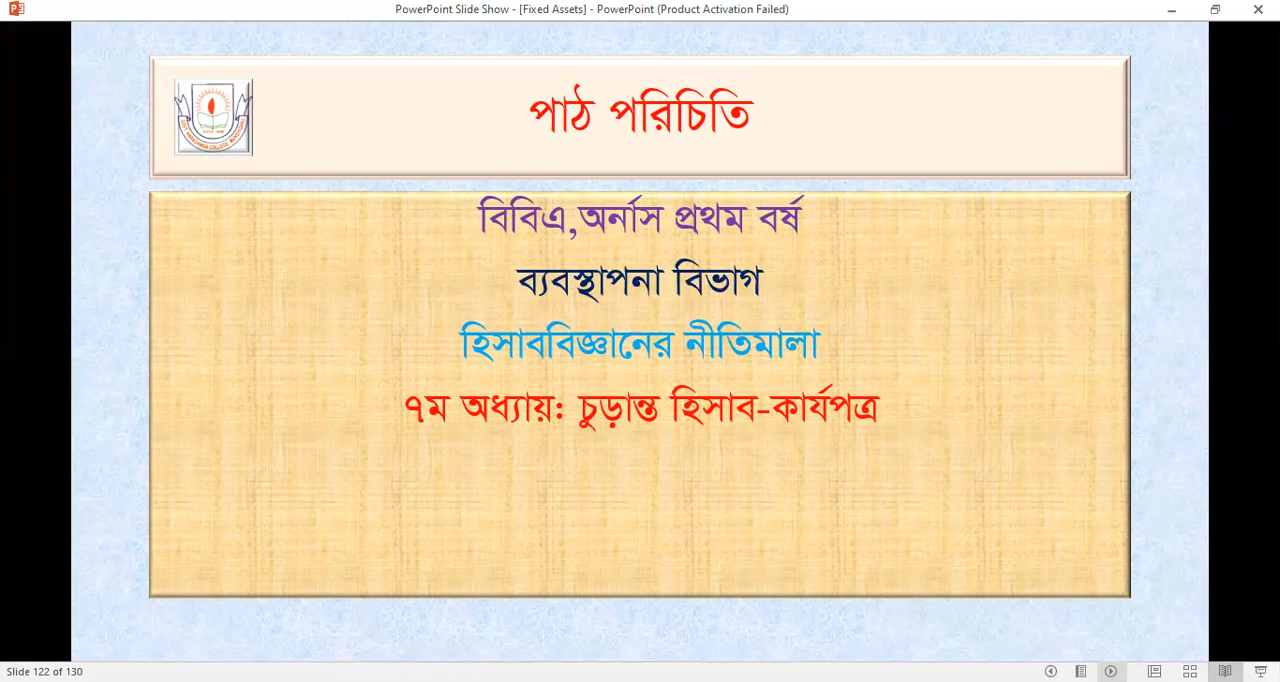 PowerPoint Slide Show - [Fixed Assets] - PowerPoint (Product Activation Failed)
পাঠ পরিচিতি
বিবিএ,অর্নাস প্রথম বর্ষ
ব্যবস্থাপনা বিভাগ
হিসাববিজ্ঞানের নীতিমালা
৭ম অধ্যায়: চুড়ান্ত হিসাব-কার্যপত্র
Slide 122 of 130